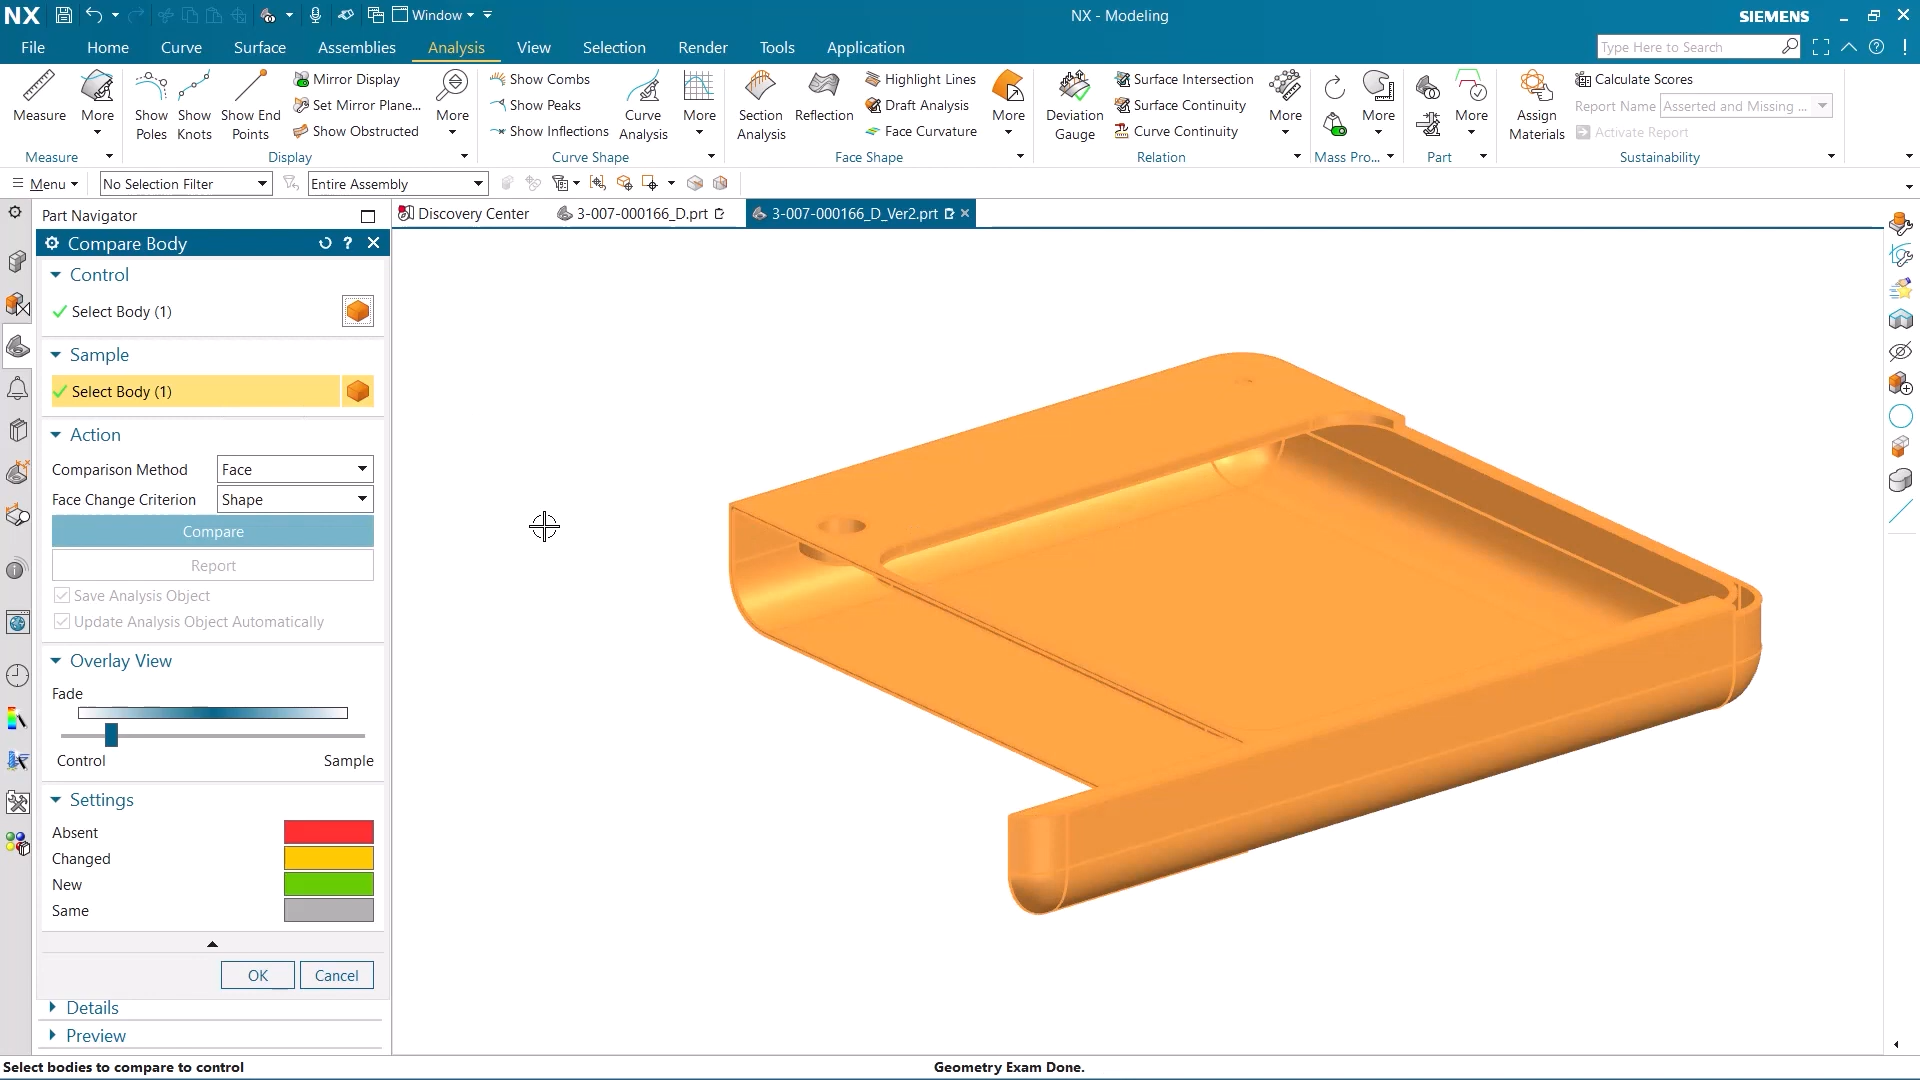 NX Window NX - Modeling SIEMENS
File Home Curve Surface Assemblies Analysis View Selection Render Tools Application Type Here to Search
Measure
More
Measure
Show Poles
Show Knots
Show End Points
Mirror Display
Set Mirror Plane...
Show Obstructed
More
Display
Show Combs
Show Peaks
Show Inflections
Curve Analysis
More
Curve Shape
Section Analysis
Reflection
Highlight Lines
Draft Analysis
Face Curvature
More
Face Shape
Deviation Gauge
Surface Intersection
Surface Continuity
Curve Continuity
More
Relation
More
Mass Pro...
More
Part
Assign Materials
Calculate Scores
Report Name Asserted and Missing ...
Activate Report
Sustainability
Menu No Selection Filter Entire Assembly
Part Navigator
Discovery Center 3-007-000166_D.prt 3-007-000166_D_Ver2.prt
Compare Body
Control
Select Body (1)
Sample
Select Body (1)
Action
Comparison Method Face
Face Change Criterion Shape
Compare
Report
Save Analysis Object
Update Analysis Object Automatically
Overlay View
Fade
Control Sample
Settings
Absent
Changed
New
Same
OK Cancel
Details
Preview
Select bodies to compare to control Geometry Exam Done.